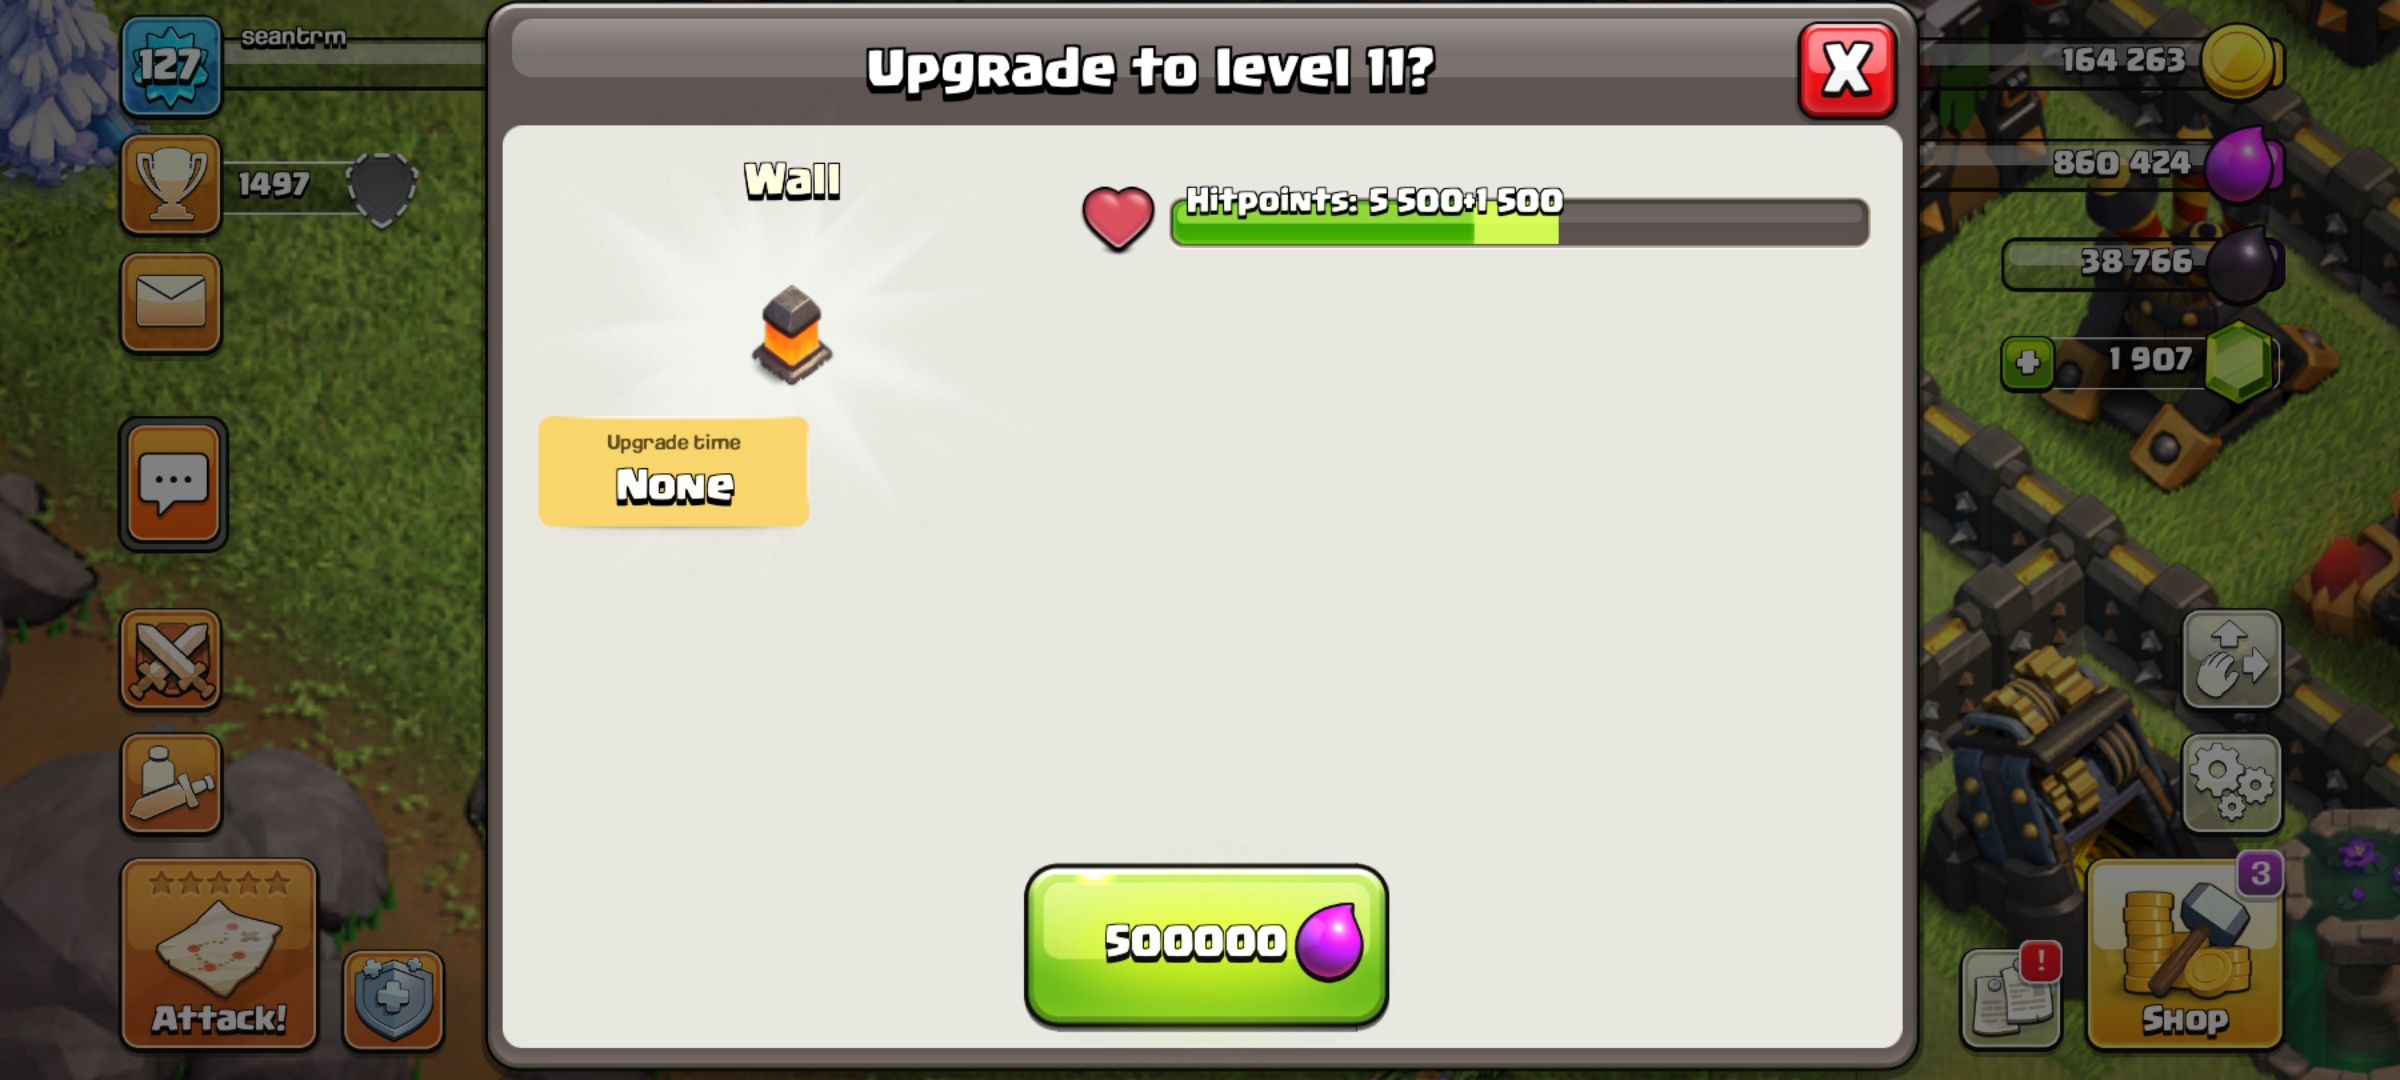 127
seantrm
1497
Attack!
Upgrade to level 11?
X
Wall
Hitpoints: 5 500+1 500
Upgrade time
None
500000
164 263
860 424
38 766
1 907
3
!
Shop